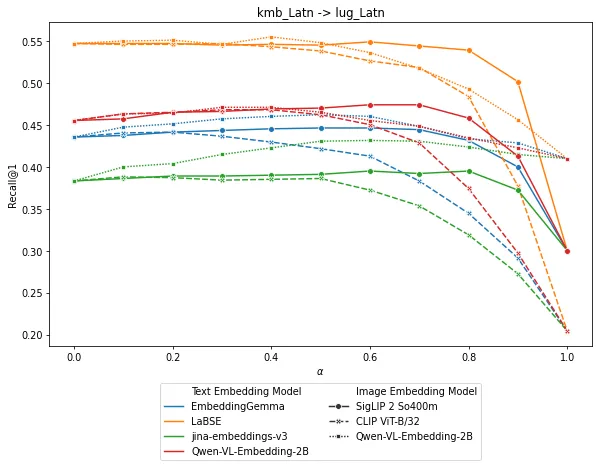 kmb_Latn -> lug_Latn
Recall@1
0.55
0.50
0.45
0.40
0.35
0.30
0.25
0.20
0.0 0.2 0.4 0.6 0.8 1.0
α
Text Embedding Model
EmbeddingGemma
LaBSE
jina-embeddings-v3
Qwen-VL-Embedding-2B
Image Embedding Model
SigLIP 2 So400m
CLIP ViT-B/32
Qwen-VL-Embedding-2B